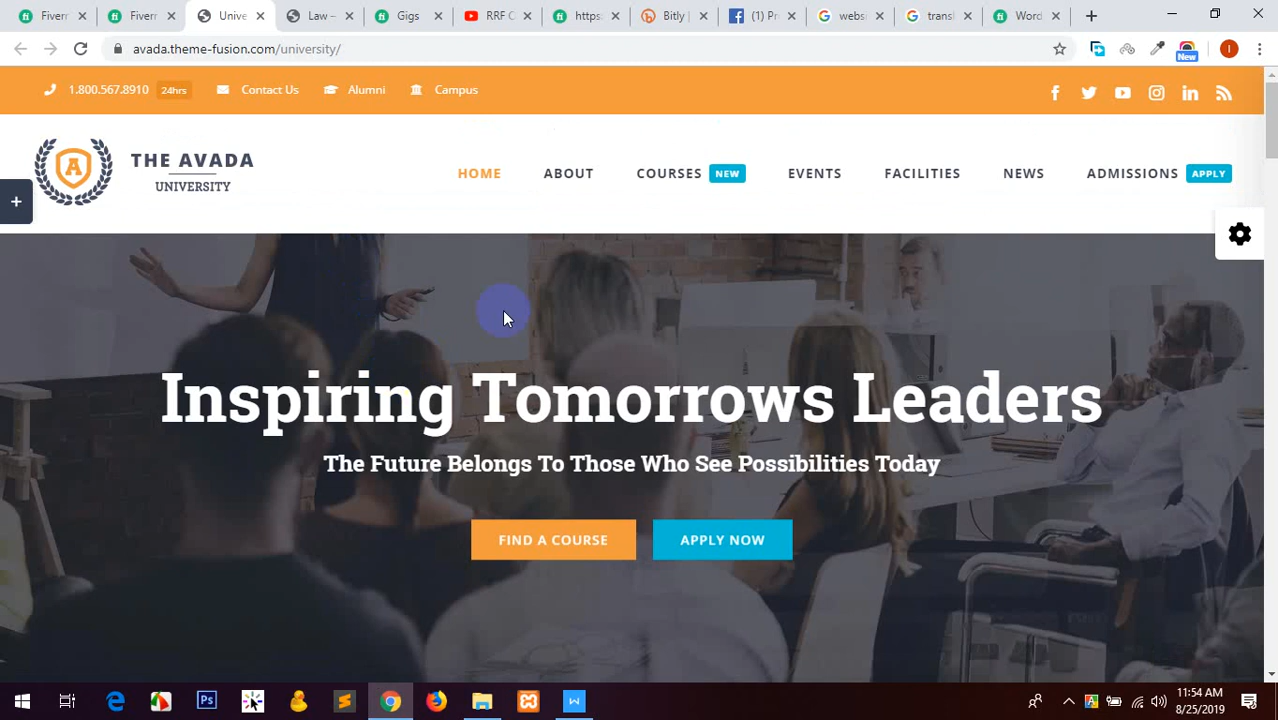 Fiverr
Fiverr
Unive
Law –
Gigs
RRF C
https:
Bitly |
(1) Pr
websi
transl
Word
avada.theme-fusion.com/university/
New
1.800.567.8910 24hrs Contact Us Alumni Campus
THE AVADA
UNIVERSITY
HOME ABOUT COURSES NEW EVENTS FACILITIES NEWS ADMISSIONS APPLY
Inspiring Tomorrows Leaders
The Future Belongs To Those Who See Possibilities Today
FIND A COURSE APPLY NOW
11:54 AM
8/25/2019